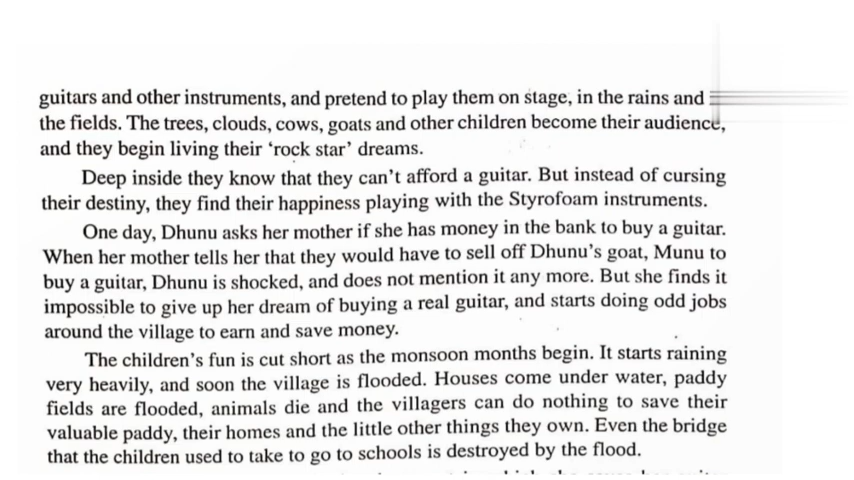 guitars and other instruments, and pretend to play them on stage, in the rains and
the fields. The trees, clouds, cows, goats and other children become their audience,
and they begin living their ‘rock star’ dreams.
Deep inside they know that they can’t afford a guitar. But instead of cursing
their destiny, they find their happiness playing with the Styrofoam instruments.
One day, Dhunu asks her mother if she has money in the bank to buy a guitar.
When her mother tells her that they would have to sell off Dhunu’s goat, Munu to
buy a guitar, Dhunu is shocked, and does not mention it any more. But she finds it
impossible to give up her dream of buying a real guitar, and starts doing odd jobs
around the village to earn and save money.
The children’s fun is cut short as the monsoon months begin. It starts raining
very heavily, and soon the village is flooded. Houses come under water, paddy
fields are flooded, animals die and the villagers can do nothing to save their
valuable paddy, their homes and the little other things they own. Even the bridge
that the children used to take to go to schools is destroyed by the flood.